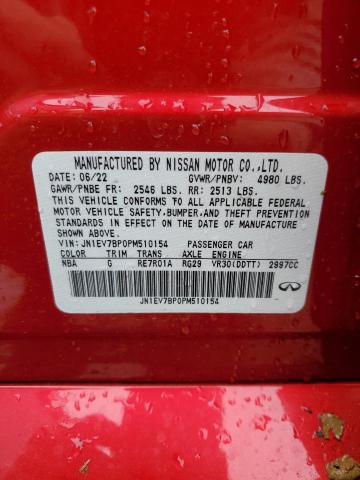 MANUFACTURED BY NISSAN MOTOR CO.,LTD.
DATE: 06/22 GVWR/PNBV: 4980 LBS.
GAWR/PNBE FR: 2546 LBS. RR: 2513 LBS.
THIS VEHICLE CONFORMS TO ALL APPLICABLE FEDERAL
MOTOR VEHICLE SAFETY, BUMPER, AND THEFT PREVENTION
STANDARDS IN EFFECT ON THE DATE OF MANUFACTURE
SHOWN ABOVE.
VIN: JN1EV7BP0PM510154 PASSENGER CAR
COLOR TRIM TRANS AXLE ENGINE
NBA G RE7R01A RG29 VR30(DDTT) 2997CC
JN1EV7BP0PM510154
INFINITI